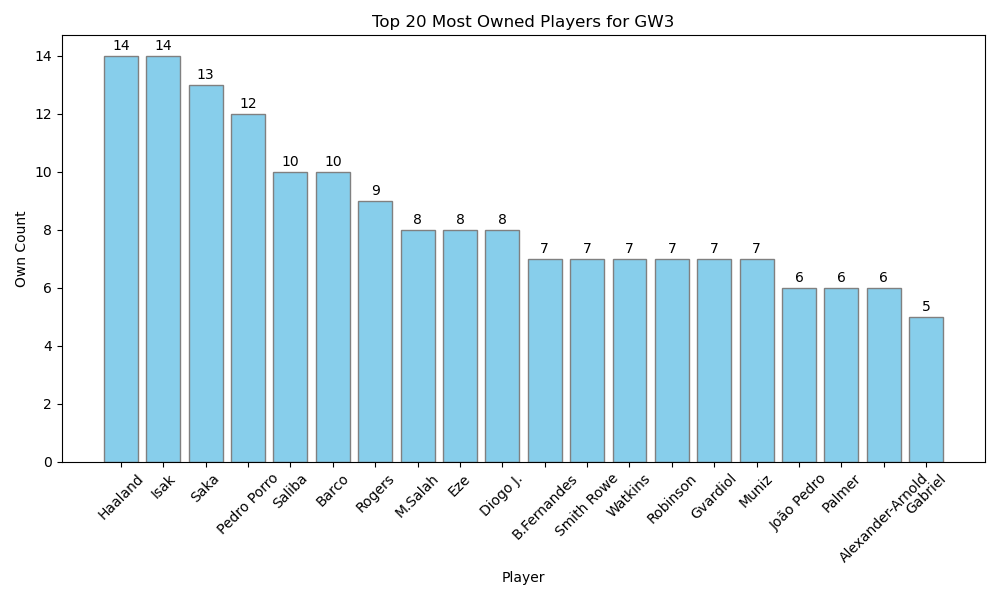 Top 20 Most Owned Players for GW3
Own Count
14
12
10
8
6
4
2
0
14
14
13
12
10
10
9
8
8
8
7
7
7
7
7
7
6
6
6
5
Haaland
Isak
Saka
Pedro Porro
Saliba
Barco
Rogers
M.Salah
Eze
Diogo J.
B.Fernandes
Smith Rowe
Watkins
Robinson
Gvardiol
Muniz
João Pedro
Palmer
Alexander-Arnold
Gabriel
Player